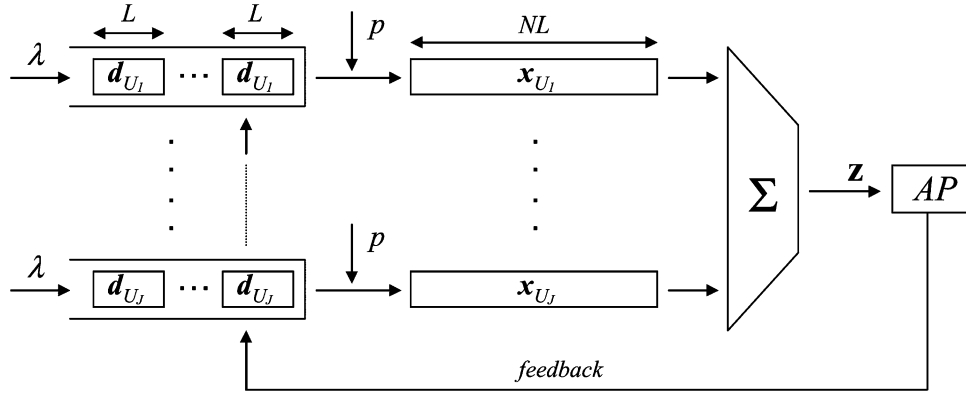 L L p NL
λ d_{U_1} ··· d_{U_1} x_{U_1}
Σ z AP
p
λ d_{U_J} ··· d_{U_J} x_{U_J}
feedback